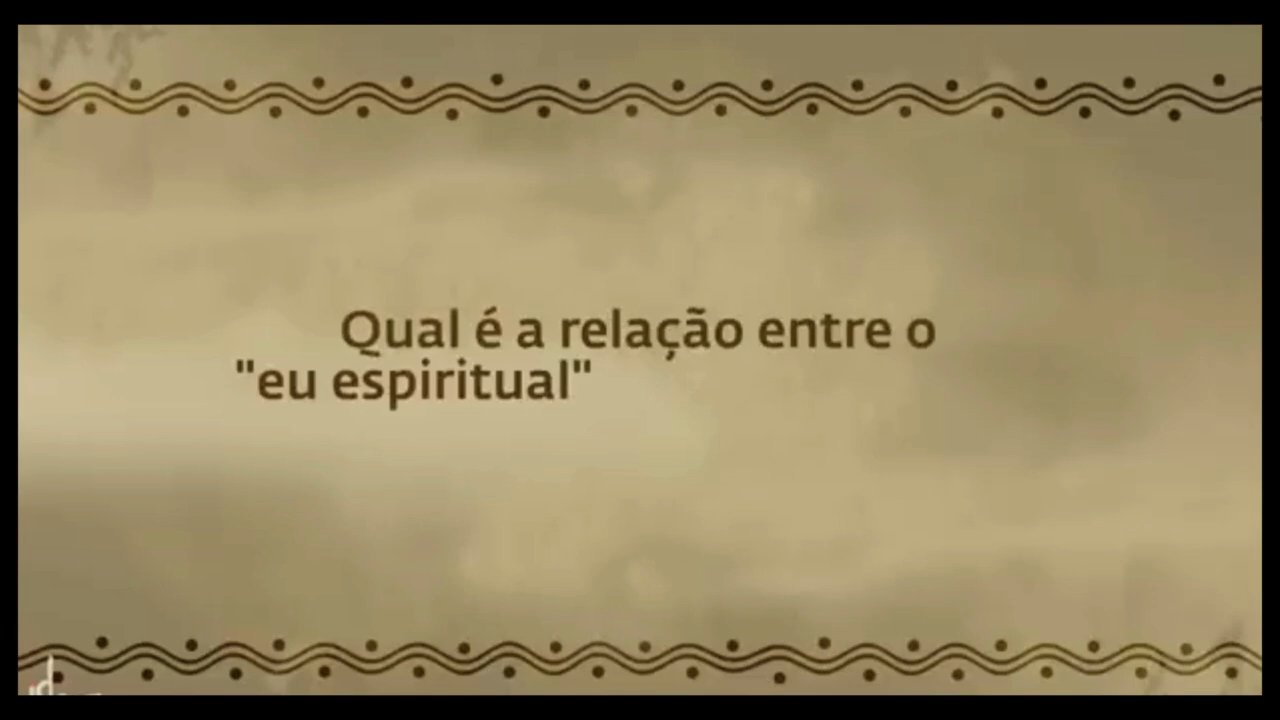 Qual é a relação entre o
"eu espiritual"